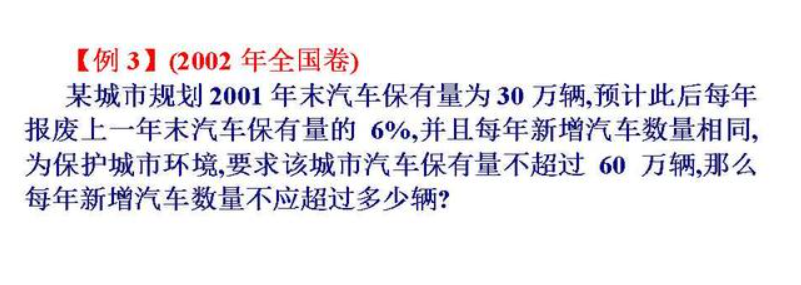 【例 3】(2002 年全国卷)
某城市规划 2001 年末汽车保有量为 30 万辆,预计此后每年
报废上一年末汽车保有量的 6%,并且每年新增汽车数量相同,
为保护城市环境,要求该城市汽车保有量不超过 60 万辆,那么
每年新增汽车数量不应超过多少辆?